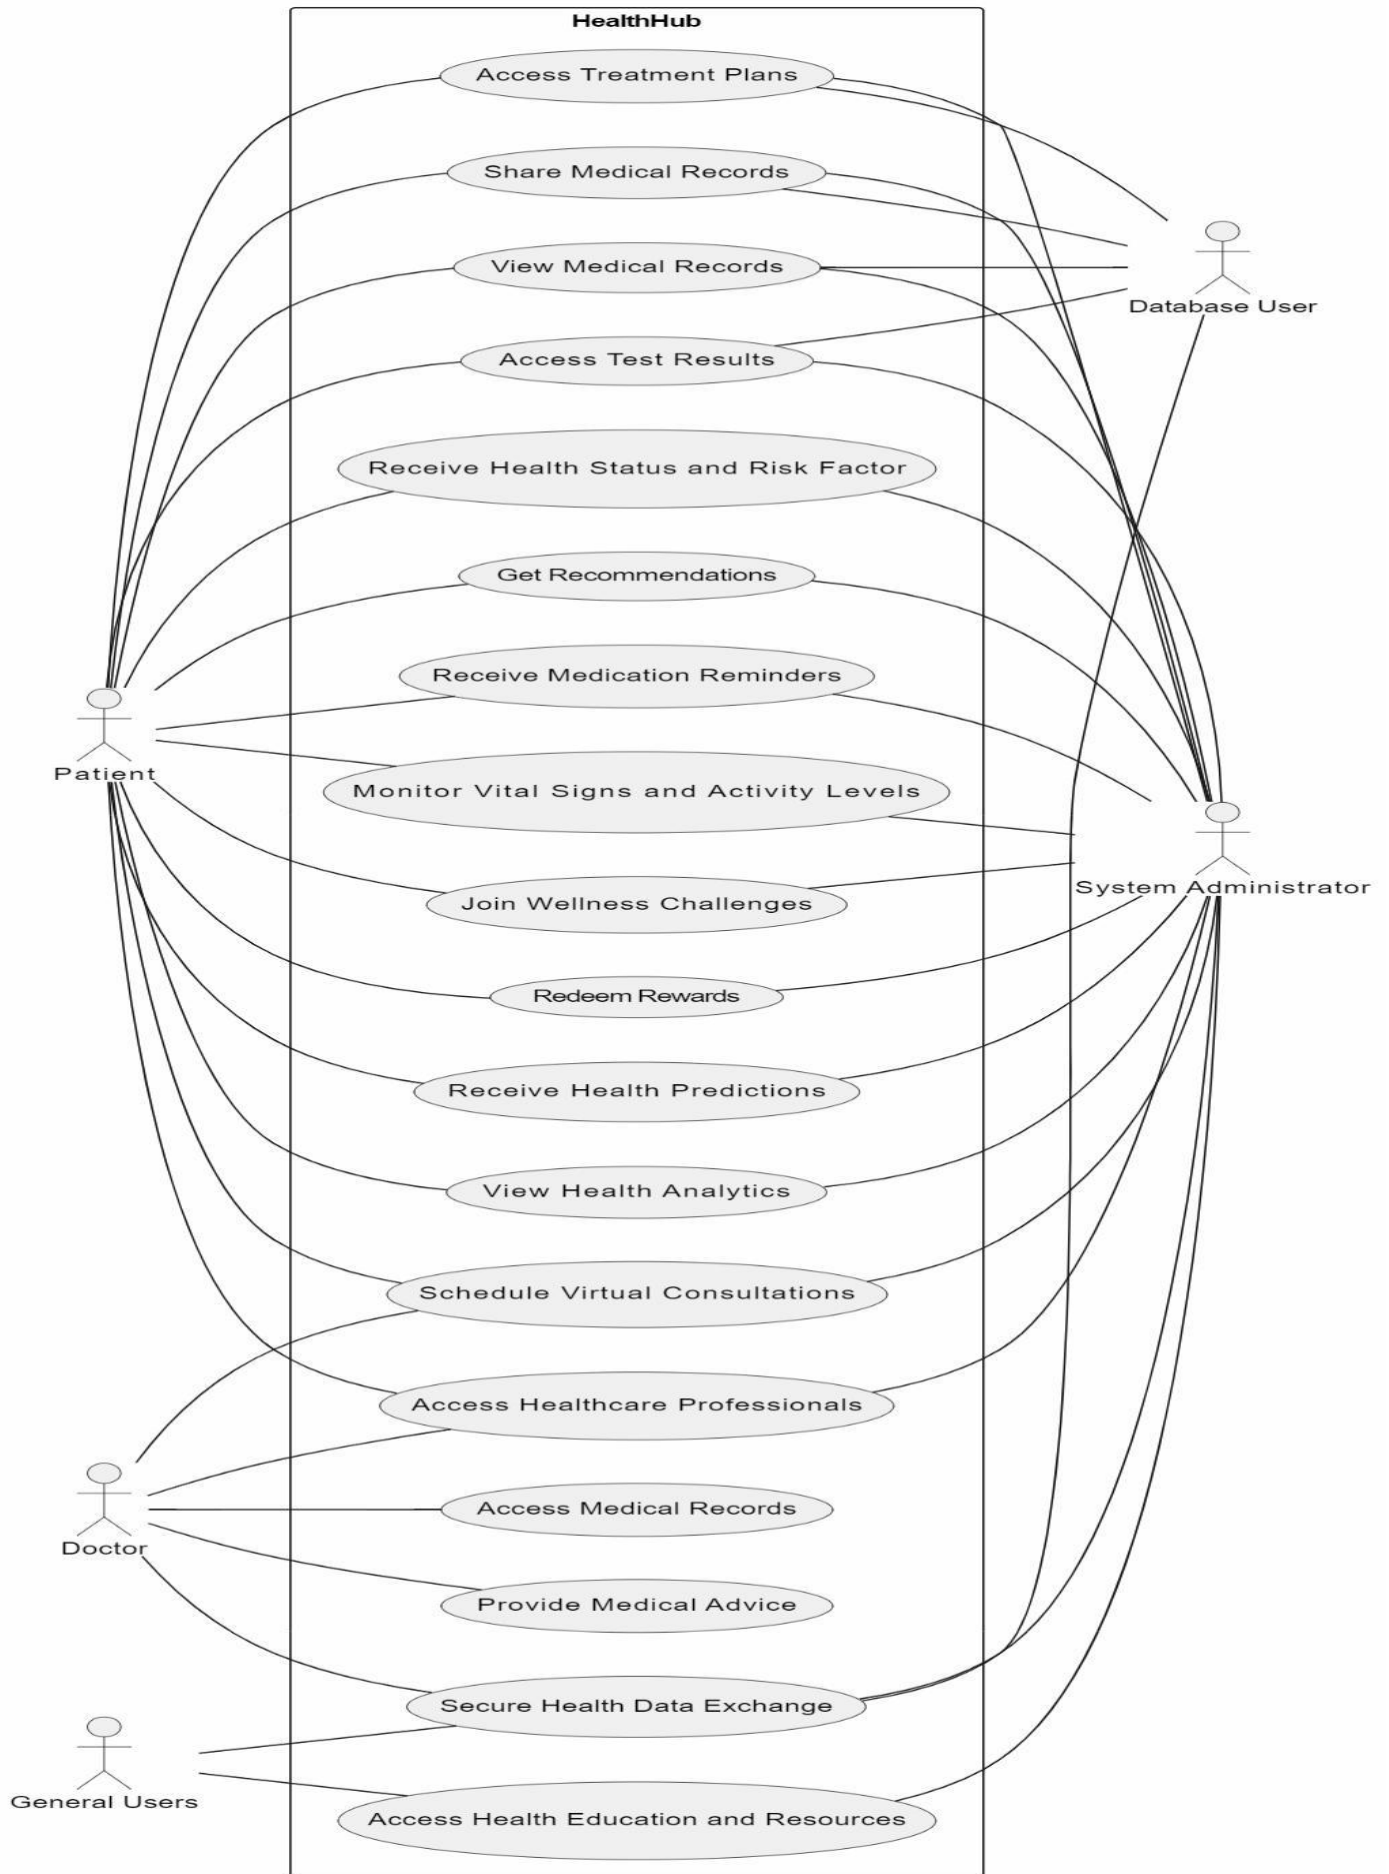 HealthHub
Access Treatment Plans
Share Medical Records
View Medical Records
Database User
Access Test Results
Receive Health Status and Risk Factor
Get Recommendations
Receive Medication Reminders
Patient
Monitor Vital Signs and Activity Levels
System Administrator
Join Wellness Challenges
Redeem Rewards
Receive Health Predictions
View Health Analytics
Schedule Virtual Consultations
Access Healthcare Professionals
Access Medical Records
Doctor
Provide Medical Advice
Secure Health Data Exchange
General Users
Access Health Education and Resources